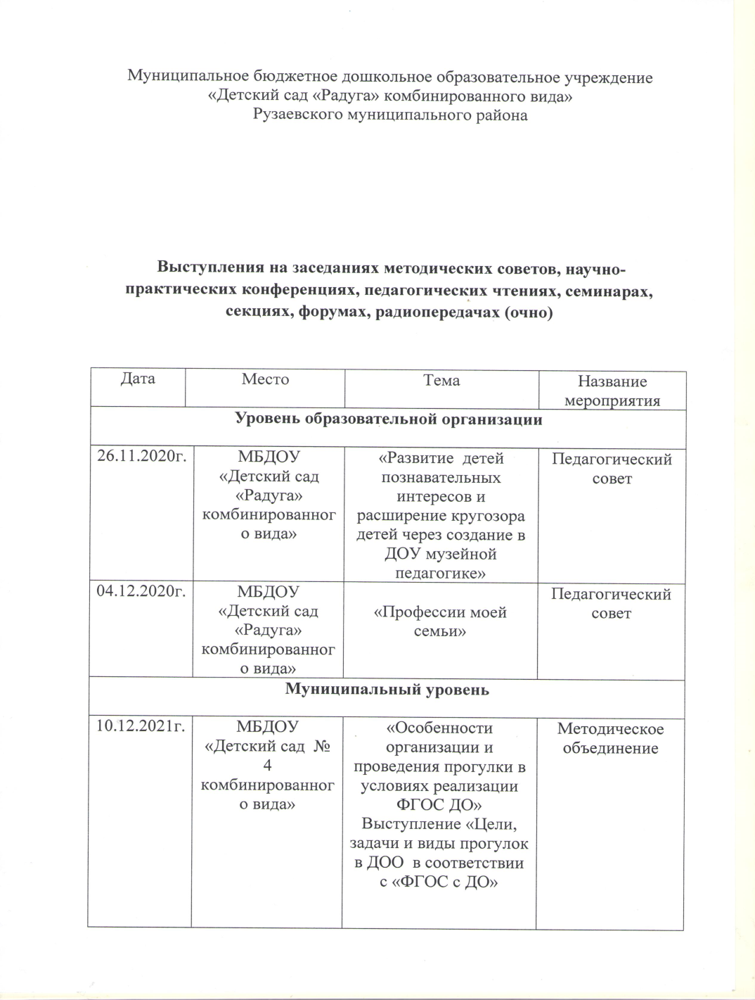 Муниципальное бюджетное дошкольное образовательное учреждение
«Детский сад «Радуга» комбинированного вида»
Рузаевского муниципального района
Выступления на заседаниях методических советов, научно-
практических конференциях, педагогических чтениях, семинарах,
секциях, форумах, радиопередачах (очно)
Дата
Место
Тема
Название
мероприятия
Уровень образовательной организации
26.11.2020г.
МБДОУ
«Детский сад
«Радуга»
комбинированног
о вида»
«Развитие детей
познавательных
интересов и
расширение кругозора
детей через создание в
ДОУ музейной
педагогике»
Педагогический
совет
04.12.2020г.
МБДОУ
«Детский сад
«Радуга»
комбинированног
о вида»
«Профессии моей
семьи»
Педагогический
совет
Муниципальный уровень
10.12.2021г.
МБДОУ
«Детский сад №
4
комбинированног
о вида»
«Особенности
организации и
проведения прогулки в
условиях реализации
ФГОС ДО»
Выступление «Цели,
задачи и виды прогулок
в ДОО в соответствии
с «ФГОС с ДО»
Методическое
объединение